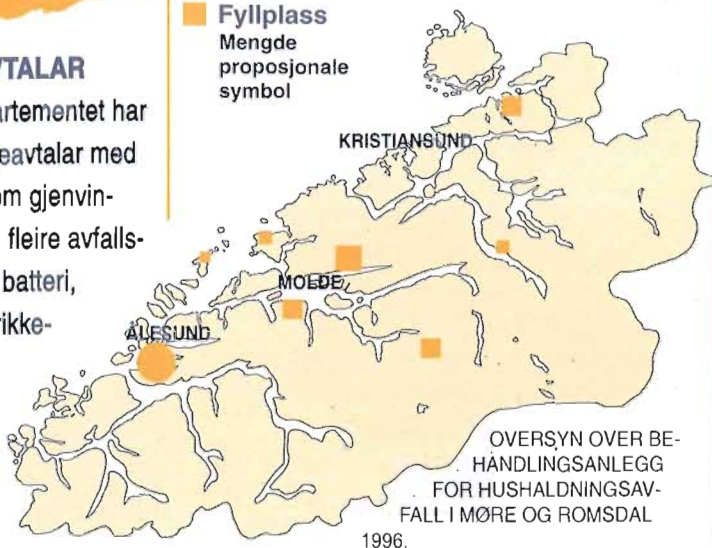 VTALAR
artementet har
eavtalar med
om gjenvin-
fleire avfalls-
batteri,
ikke-
Fyllplass
Mengde
proposjonale
symbol
KRISTIANSUND
MOLDE
ÅLESUND
OVERSYN OVER BE-
HANDLINGSANLEGG
FOR HUSHALDNINGSAV-
FALL I MØRE OG ROMSDAL
1996.